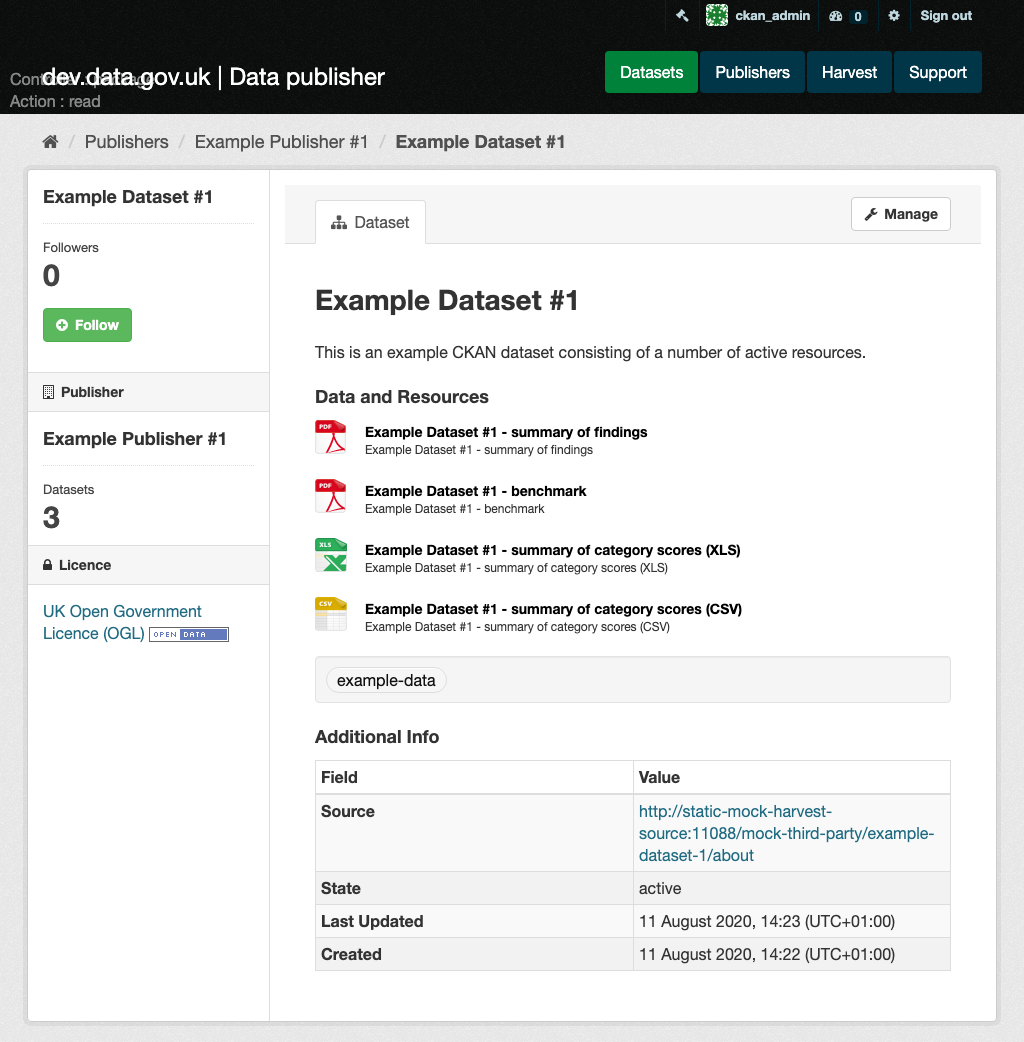 ckan_admin 0 Sign out
dev.data.gov.uk | Data publisher
Action : read
Datasets Publishers Harvest Support
/ Publishers / Example Publisher #1 / Example Dataset #1
Example Dataset #1
Followers
0
Follow
Publisher
Example Publisher #1
Datasets
3
Licence
UK Open Government
Licence (OGL) OPEN DATA
Dataset
Manage
Example Dataset #1
This is an example CKAN dataset consisting of a number of active resources.
Data and Resources
PDF Example Dataset #1 - summary of findings
Example Dataset #1 - summary of findings
PDF Example Dataset #1 - benchmark
Example Dataset #1 - benchmark
XLS Example Dataset #1 - summary of category scores (XLS)
Example Dataset #1 - summary of category scores (XLS)
CSV Example Dataset #1 - summary of category scores (CSV)
Example Dataset #1 - summary of category scores (CSV)
example-data
Additional Info
Field Value
Source http://static-mock-harvest-
source:11088/mock-third-party/example-
dataset-1/about
State active
Last Updated 11 August 2020, 14:23 (UTC+01:00)
Created 11 August 2020, 14:22 (UTC+01:00)